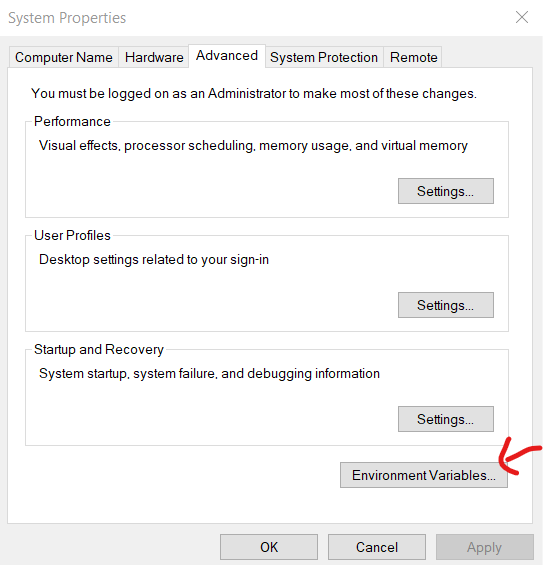 System Properties
Computer Name Hardware Advanced System Protection Remote
You must be logged on as an Administrator to make most of these changes.
Performance
Visual effects, processor scheduling, memory usage, and virtual memory
Settings...
User Profiles
Desktop settings related to your sign-in
Settings...
Startup and Recovery
System startup, system failure, and debugging information
Settings...
Environment Variables...
OK Cancel Apply